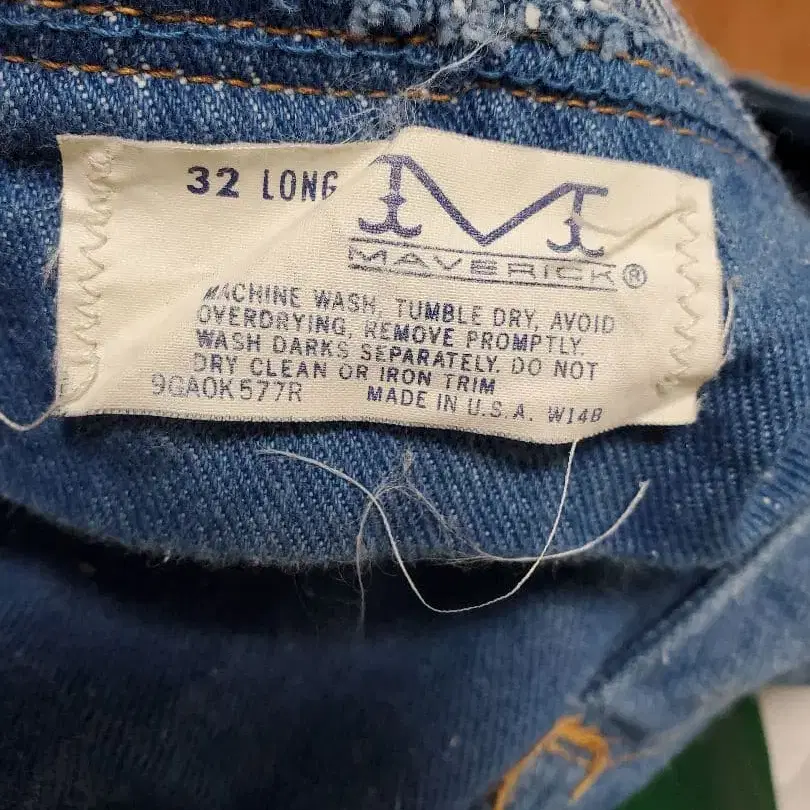 32 LONG
M
MAVERICK®
MACHINE WASH, TUMBLE DRY, AVOID
OVERDRYING, REMOVE PROMPTLY.
WASH DARKS SEPARATELY. DO NOT
DRY CLEAN OR IRON TRIM
9GA0K577R MADE IN U.S.A. W14B